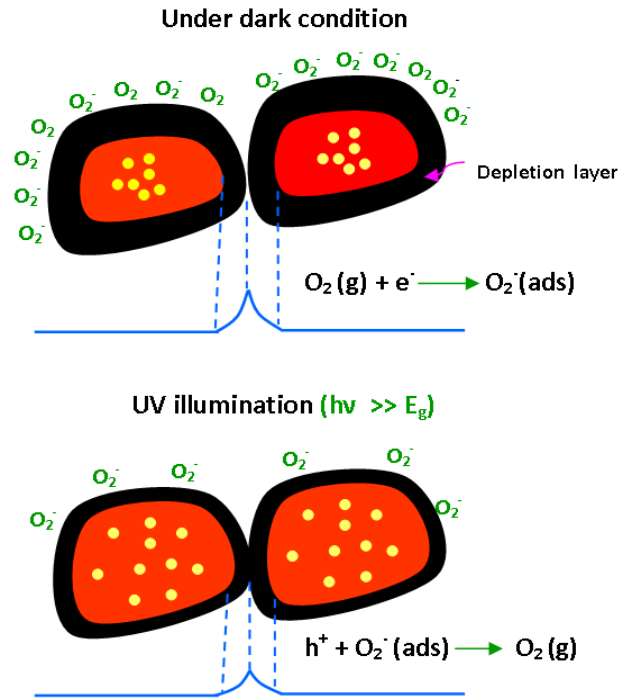 Under dark condition
O₂⁻ O₂ O₂⁻ O₂
O₂⁻ O₂⁻ O₂⁻ O₂⁻ O₂
O₂⁻
O₂⁻
O₂
O₂⁻
O₂⁻
O₂⁻
Depletion layer
O₂ (g) + e⁻ → O₂⁻(ads)
UV illumination (hν >> Eg)
O₂⁻ O₂⁻ O₂⁻
O₂⁻ O₂⁻ O₂⁻
h⁺ + O₂⁻ (ads) → O₂ (g)